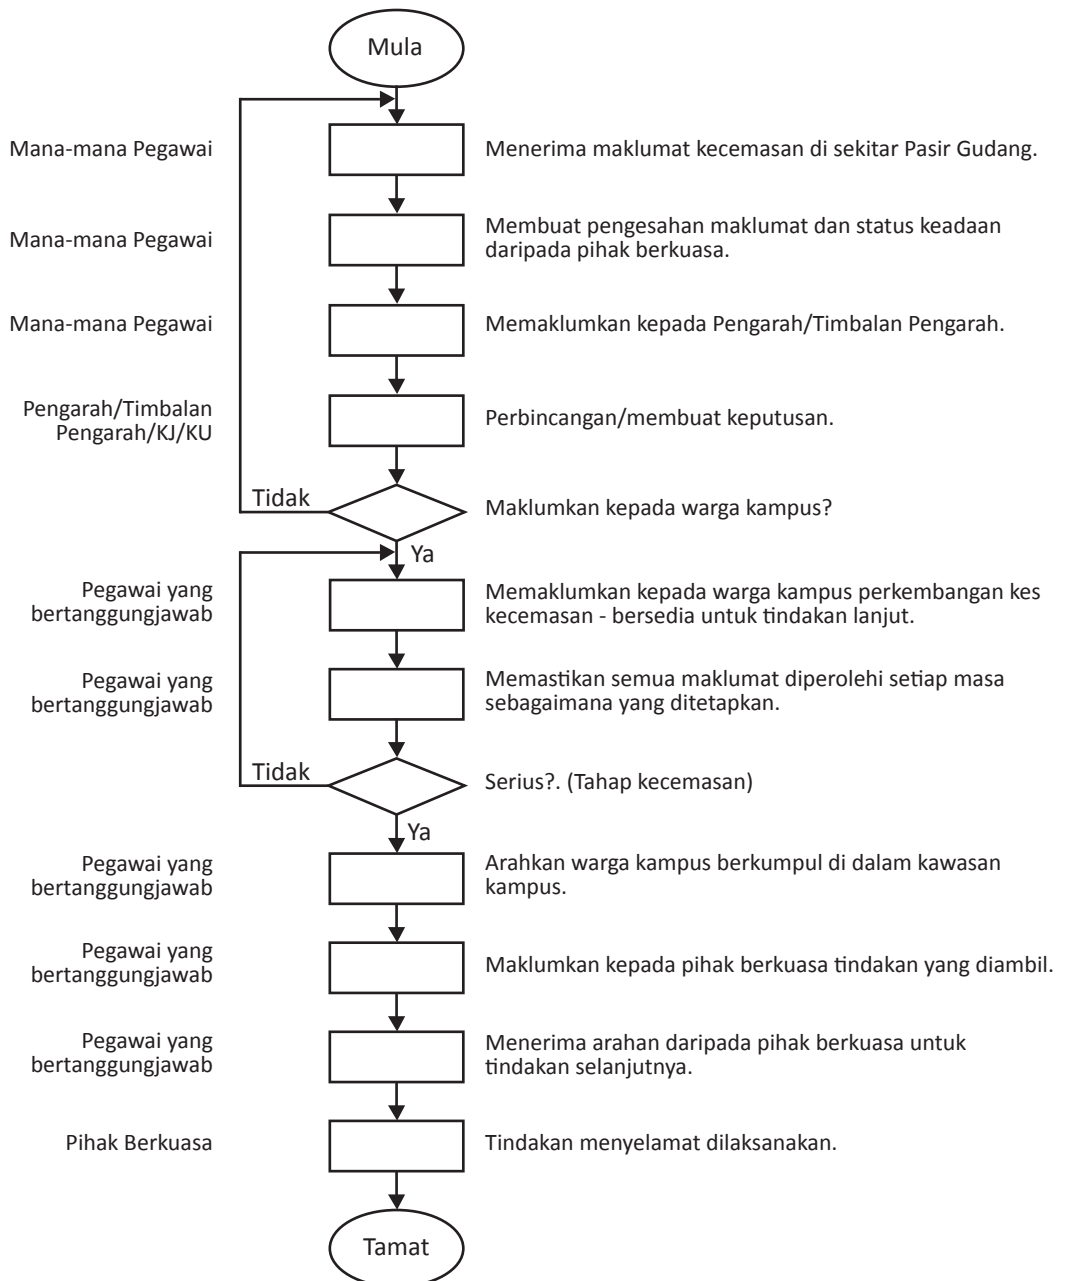 Mula
Mana-mana Pegawai
Menerima maklumat kecemasan di sekitar Pasir Gudang.
Mana-mana Pegawai
Membuat pengesahan maklumat dan status keadaan
daripada pihak berkuasa.
Mana-mana Pegawai
Memaklumkan kepada Pengarah/Timbalan Pengarah.
Pengarah/Timbalan
Pengarah/KJ/KU
Perbincangan/membuat keputusan.
Tidak
Maklumkan kepada warga kampus?
Ya
Pegawai yang
bertanggungjawab
Memaklumkan kepada warga kampus perkembangan kes
kecemasan - bersedia untuk tindakan lanjut.
Pegawai yang
bertanggungjawab
Memastikan semua maklumat diperolehi setiap masa
sebagaimana yang ditetapkan.
Tidak
Serius?. (Tahap kecemasan)
Ya
Pegawai yang
bertanggungjawab
Arahkan warga kampus berkumpul di dalam kawasan
kampus.
Pegawai yang
bertanggungjawab
Maklumkan kepada pihak berkuasa tindakan yang diambil.
Pegawai yang
bertanggungjawab
Menerima arahan daripada pihak berkuasa untuk
tindakan selanjutnya.
Pihak Berkuasa
Tindakan menyelamat dilaksanakan.
Tamat